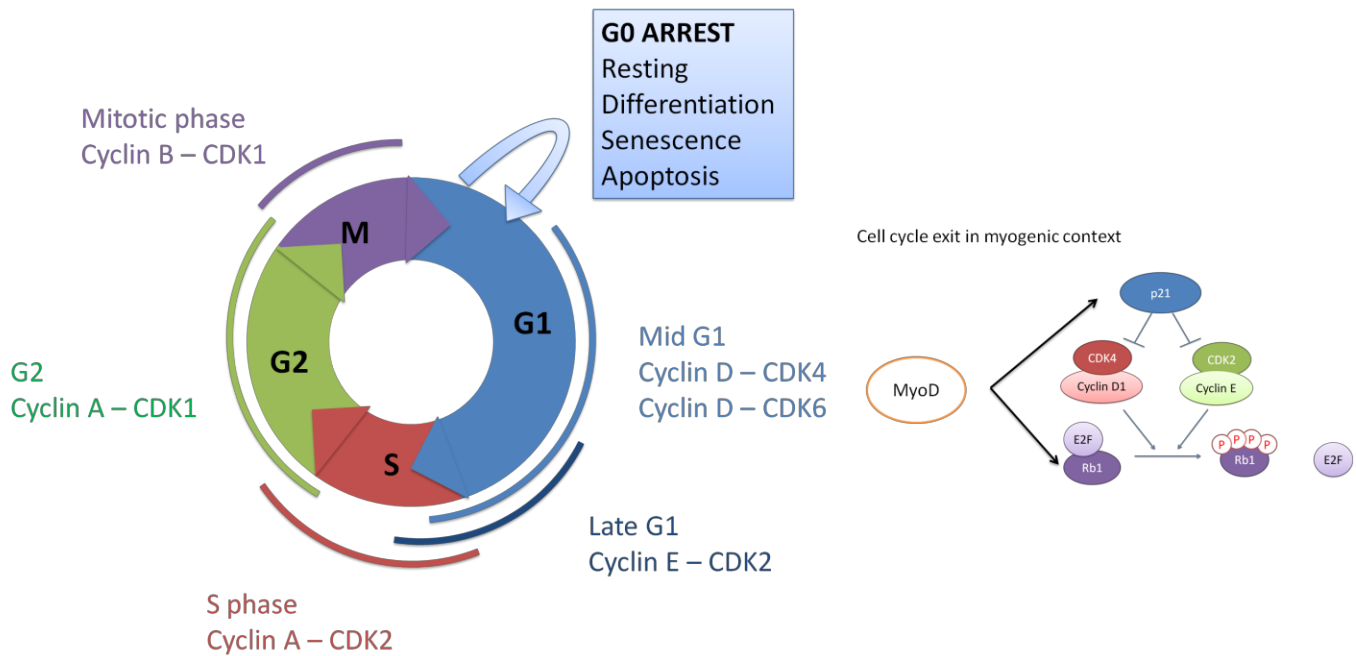 G0 ARREST
Resting
Differentiation
Senescence
Apoptosis
Mitotic phase
Cyclin B – CDK1
M
G1
G2
S
G2
Cyclin A – CDK1
Mid G1
Cyclin D – CDK4
Cyclin D – CDK6
Late G1
Cyclin E – CDK2
S phase
Cyclin A – CDK2
Cell cycle exit in myogenic context
p21
CDK4
Cyclin D1
CDK2
Cyclin E
MyoD
E2F
Rb1
P P P P
Rb1
E2F